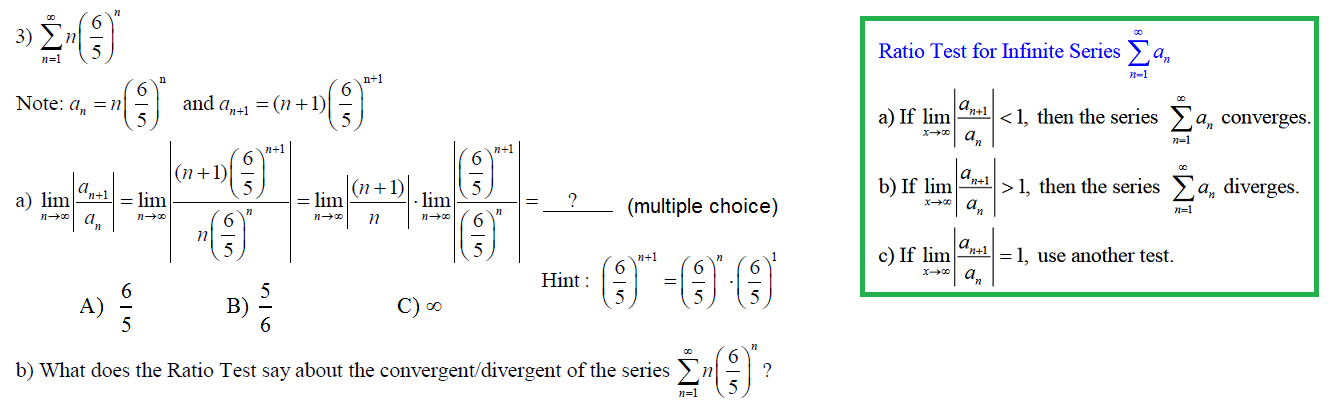 3) $\sum_{n=1}^{\infty} n\left(\frac{6}{5}\right)^n$
Note: $a_n = n\left(\frac{6}{5}\right)^n$ and $a_{n+1} = (n+1)\left(\frac{6}{5}\right)^{n+1}$
a) $\lim_{n\to\infty}\left|\frac{a_{n+1}}{a_n}\right| = \lim_{n\to\infty}\left|\frac{(n+1)\left(\frac{6}{5}\right)^{n+1}}{n\left(\frac{6}{5}\right)^n}\right| = \lim_{n\to\infty}\left|\frac{(n+1)}{n}\right| \cdot \lim_{n\to\infty}\left|\frac{\left(\frac{6}{5}\right)^{n+1}}{\left(\frac{6}{5}\right)^n}\right| =$ __?__ (multiple choice)
Hint : $\left(\frac{6}{5}\right)^{n+1} = \left(\frac{6}{5}\right)^n \cdot \left(\frac{6}{5}\right)^1$
A) $\frac{6}{5}$ B) $\frac{5}{6}$ C) $\infty$
b) What does the Ratio Test say about the convergent/divergent of the series $\sum_{n=1}^{\infty} n\left(\frac{6}{5}\right)^n$ ?
Ratio Test for Infinite Series $\sum_{n=1}^{\infty} a_n$
a) If $\lim_{x\to\infty}\left|\frac{a_{n+1}}{a_n}\right| < 1$, then the series $\sum_{n=1}^{\infty} a_n$ converges.
b) If $\lim_{x\to\infty}\left|\frac{a_{n+1}}{a_n}\right| > 1$, then the series $\sum_{n=1}^{\infty} a_n$ diverges.
c) If $\lim_{x\to\infty}\left|\frac{a_{n+1}}{a_n}\right| = 1$, use another test.